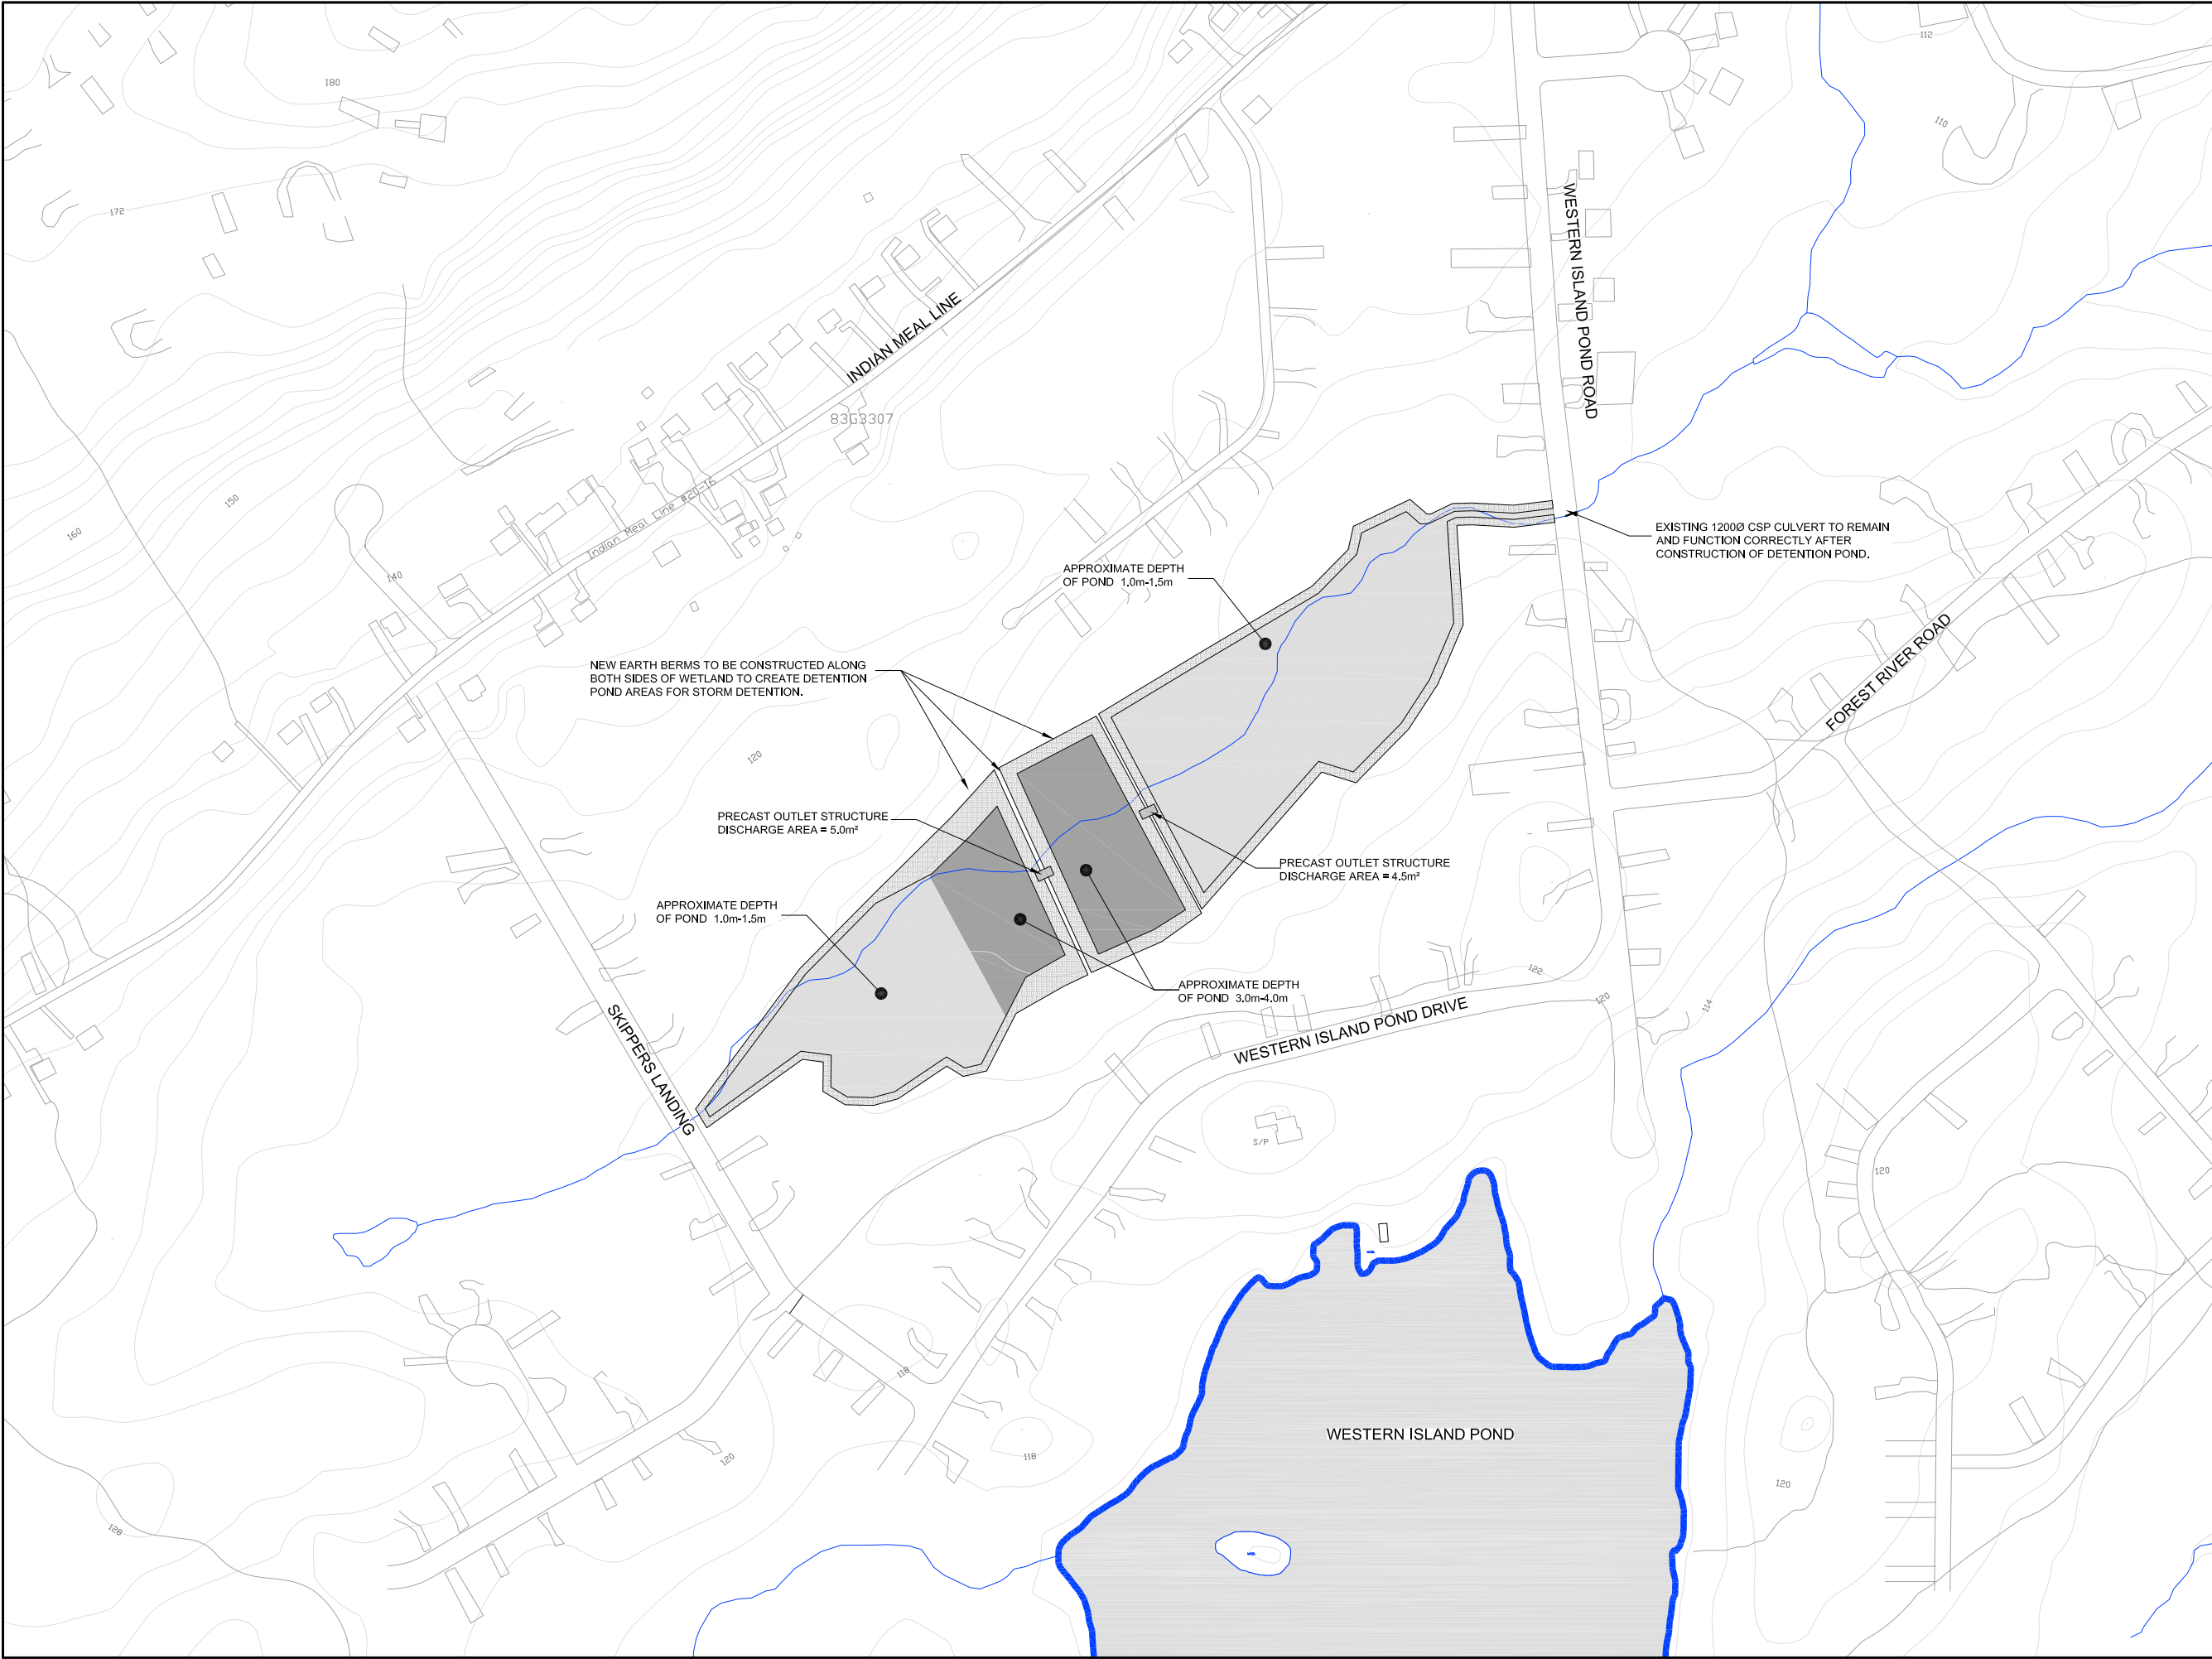 180
172
112
110
INDIAN MEAL LINE
WESTERN ISLAND POND ROAD
83G3307
150
160
140
Indian Meal Line #20-16
EXISTING 1200Ø CSP CULVERT TO REMAIN
AND FUNCTION CORRECTLY AFTER
CONSTRUCTION OF DETENTION POND.
APPROXIMATE DEPTH
OF POND 1.0m-1.5m
NEW EARTH BERMS TO BE CONSTRUCTED ALONG
BOTH SIDES OF WETLAND TO CREATE DETENTION
POND AREAS FOR STORM DETENTION.
FOREST RIVER ROAD
120
PRECAST OUTLET STRUCTURE
DISCHARGE AREA = 5.0m²
PRECAST OUTLET STRUCTURE
DISCHARGE AREA = 4.5m²
APPROXIMATE DEPTH
OF POND 1.0m-1.5m
APPROXIMATE DEPTH
OF POND 3.0m-4.0m
122
120
114
WESTERN ISLAND POND DRIVE
SKIPPERS LANDING
S/P
120
118
118
120
WESTERN ISLAND POND
120
128